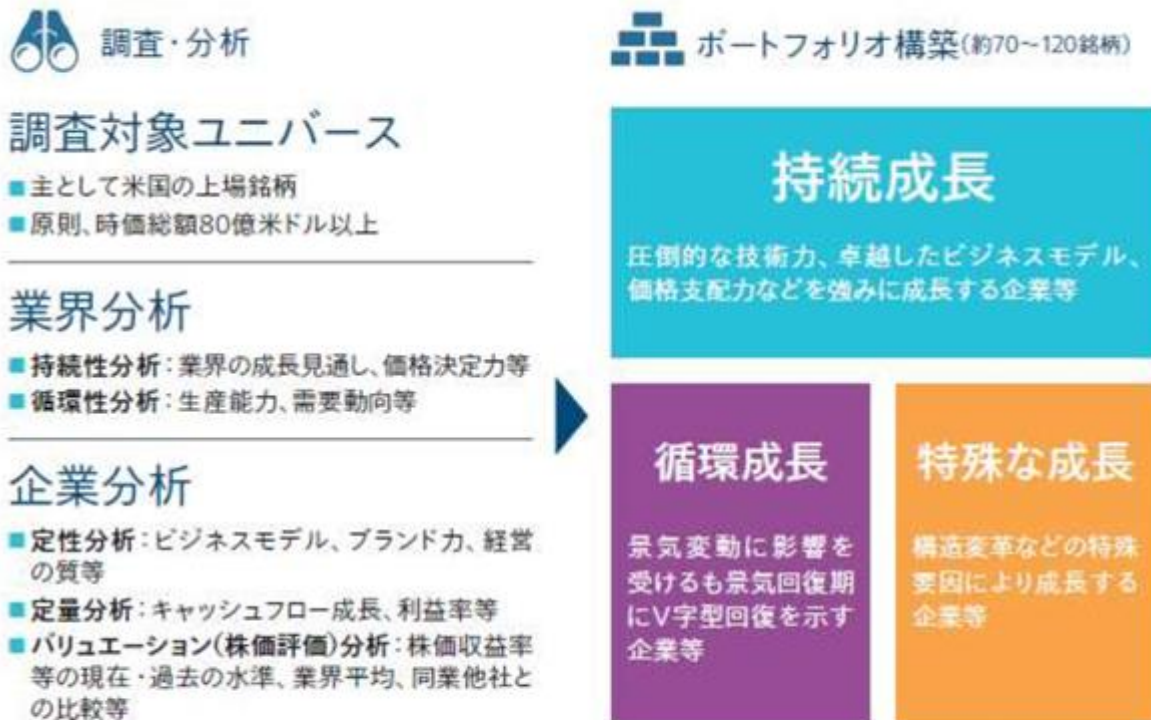 調査・分析
調査対象ユニバース
■主として米国の上場銘柄
■原則、時価総額80億米ドル以上
業界分析
■持続性分析：業界の成長見通し、価格決定力等
■循環性分析：生産能力、需要動向等
企業分析
■定性分析：ビジネスモデル、ブランド力、経営
の質等
■定量分析：キャッシュフロー成長、利益率等
■バリュエーション(株価評価)分析：株価収益率
等の現在・過去の水準、業界平均、同業他社と
の比較等
ポートフォリオ構築(約70〜120銘柄)
持続成長
圧倒的な技術力、卓越したビジネスモデル、
価格支配力などを強みに成長する企業等
循環成長
景気変動に影響を
受けるも景気回復期
にV字型回復を示す
企業等
特殊な成長
構造変革などの特殊
要因により成長する
企業等